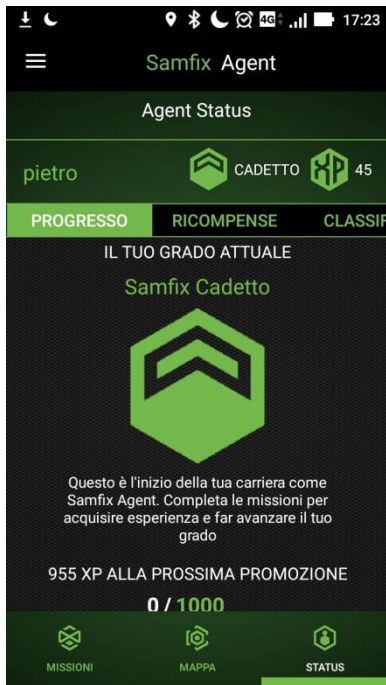 4G 17:23
Samfix Agent
Agent Status
pietro CADETTO XP 45
PROGRESSO RICOMPENSE CLASSIF
IL TUO GRADO ATTUALE
Samfix Cadetto
Questo è l'inizio della tua carriera come
Samfix Agent. Completa le missioni per
acquisire esperienza e far avanzare il tuo
grado
955 XP ALLA PROSSIMA PROMOZIONE
0 / 1000
MISSIONI MAPPA STATUS